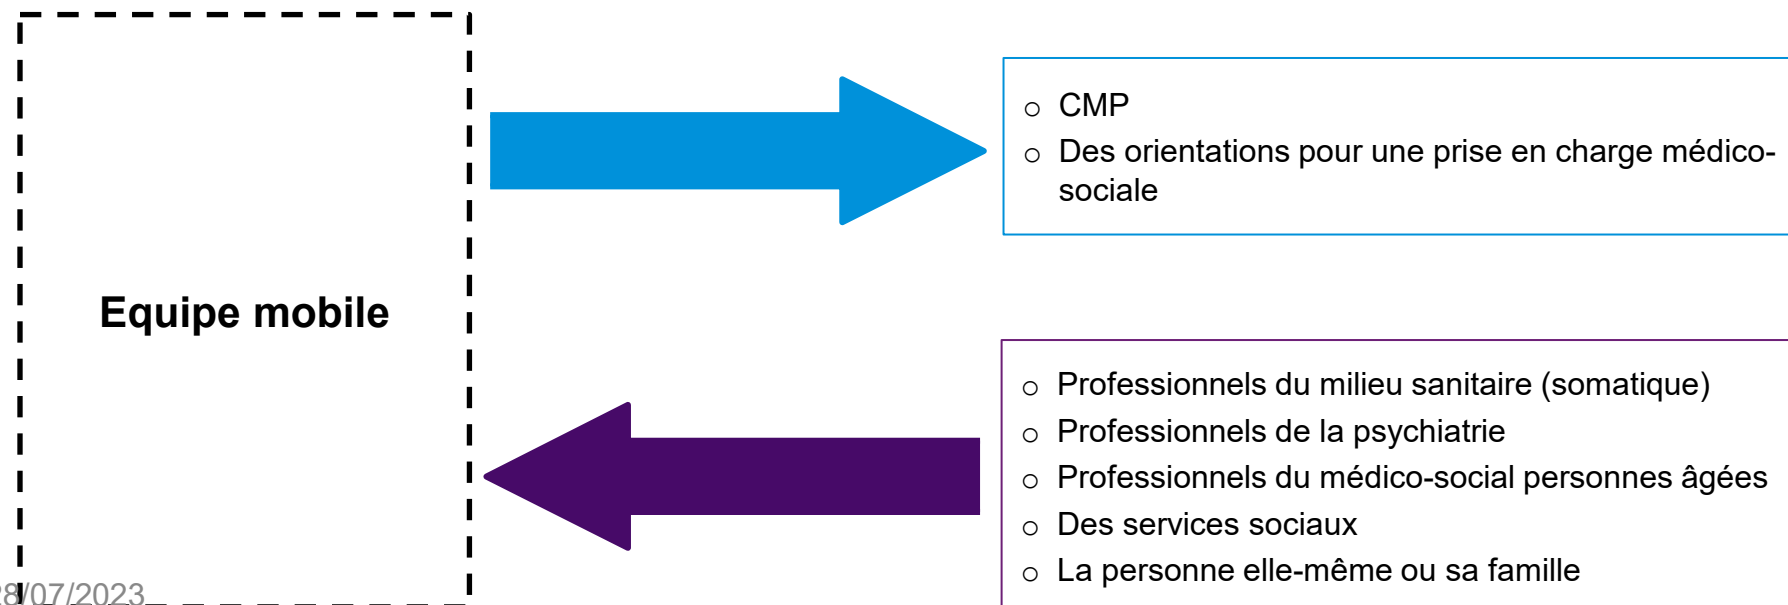 Equipe mobile
○ CMP
○ Des orientations pour une prise en charge médico-
sociale
○ Professionnels du milieu sanitaire (somatique)
○ Professionnels de la psychiatrie
○ Professionnels du médico-social personnes âgées
○ Des services sociaux
○ La personne elle-même ou sa famille
28/07/2023